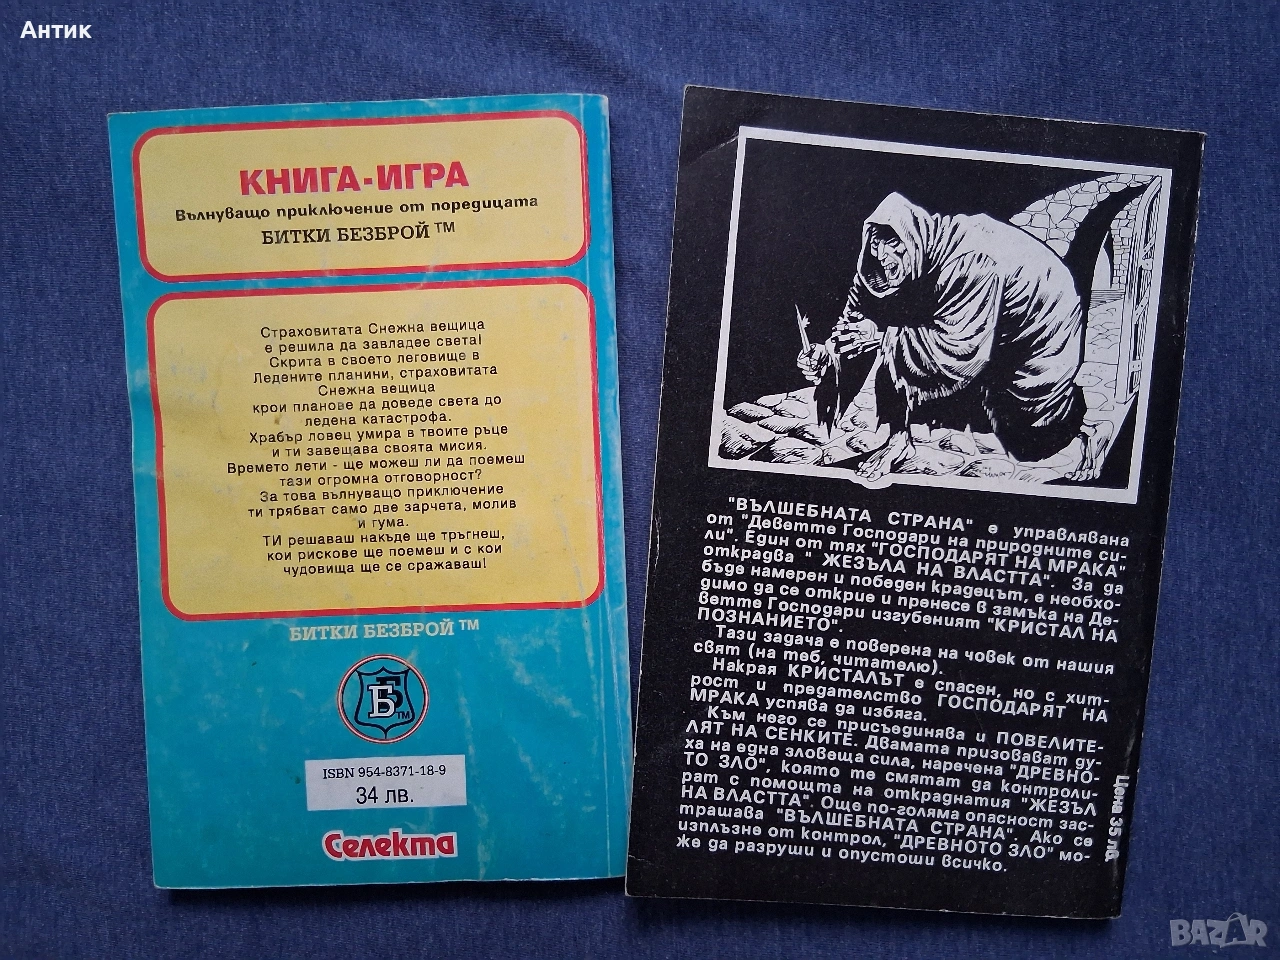 Антик
КНИГА-ИГРА
Вълнуващо приключение от поредицата
БИТКИ БЕЗБРОЙ™
Страховитата Снежна вещица
е решила да завладее света!
Скрита в своето леговище в
Ледените планини, страховитата
Снежна вещица
крои планове да доведе света до
ледена катастрофа.
Храбър ловец умира в твоите ръце
и ти завещава своята мисия.
Времето лети - ще можеш ли да поемеш
тази огромна отговорност?
За това вълнуващо приключение
ти трябват само две зарчета, молив
и гума.
ТИ решаваш накъде ще тръгнеш,
кои рискове ще поемеш и с кои
чудовища ще се сражаваш!
БИТКИ БЕЗБРОЙ™
ББ™
ISBN 954-8371-18-9
34 лв.
Селекта
"ВЪЛШЕБНАТА СТРАНА" е управлявана
от "Деветте Господари на природните си-
ли". Един от тях "ГОСПОДАРЯТ НА МРАКА"
открадва " ЖЕЗЪЛА НА ВЛАСТТА". За да
бъде намерен и победен крадецът, е необхо-
димо да се открие и пренесе в замъка на Де-
ветте Господари изгубеният "КРИСТАЛ НА
ПОЗНАНИЕТО".
Тази задача е поверена на човек от нашия
свят (на теб, читателю).
Накрая КРИСТАЛЪТ е спасен, но с хит-
рост и предателство ГОСПОДАРЯТ НА
МРАКА успява да избяга.
Към него се присъединява и ПОВЕЛИТЕ-
ЛЯТ НА СЕНКИТЕ. Двамата призовават ду-
ха на една зловеща сила, наречена "ДРЕВНО-
ТО ЗЛО", която те смятат да контроли-
рат с помощта на откраднатия "ЖЕЗЪЛ
НА ВЛАСТТА". Още по-голяма опасност зас-
трашава "ВЪЛШЕБНАТА СТРАНА". Ако се
изплъзне от контрол, "ДРЕВНОТО ЗЛО" мо-
же да разруши и опустоши всичко.
Цена 35 лв.
BAZAR